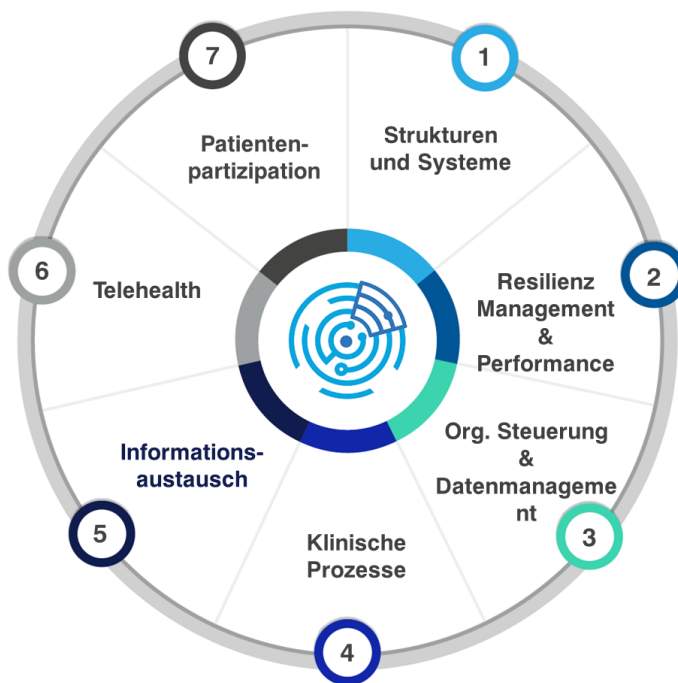 1
Strukturen
und Systeme
2
Resilienz
Management
&
Performance
3
Org. Steuerung
&
Datenmanageme
nt
4
Klinische
Prozesse
5
Informations-
austausch
6
Telehealth
7
Patienten-
partizipation